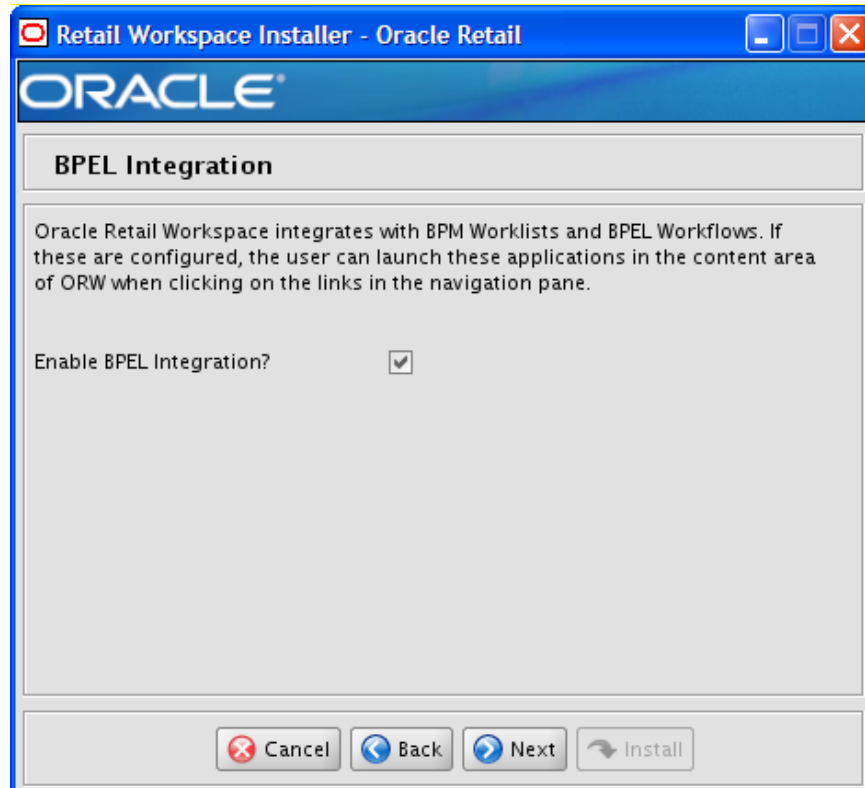 Retail Workspace Installer - Oracle Retail
ORACLE
BPEL Integration
Oracle Retail Workspace integrates with BPM Worklists and BPEL Workflows. If
these are configured, the user can launch these applications in the content area
of ORW when clicking on the links in the navigation pane.
Enable BPEL Integration?
Cancel Back Next Install